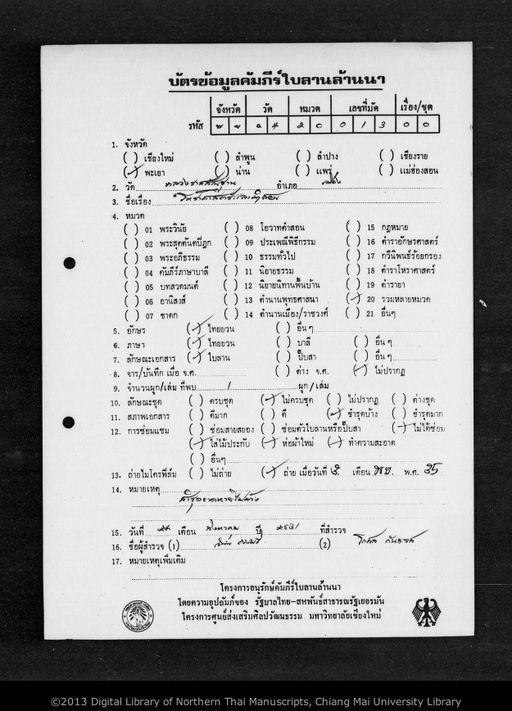 บัตรข้อมูลคัมภีร์ใบลานล้านนา
จังหวัด วัด หมวด เลขที่มัด เรื่อง/ชุด
รหัส ๒ ๐ ๐ ๑ ๓ ๐ ๐
1. จังหวัด
( ) เชียงใหม่ ( ) ลำพูน ( ) ลำปาง ( ) เชียงราย
(✓) พะเยา ( ) น่าน ( ) แพร่ ( ) แม่ฮ่องสอน
2. วัด อำเภอ
3. ชื่อเรื่อง
4. หมวด
( ) 01 พระวินัย ( ) 08 โอวาทคำสอน ( ) 15 กฎหมาย
( ) 02 พระสุตตันตปิฎก ( ) 09 ประเพณีพิธีกรรม ( ) 16 ตำราอักษรศาสตร์
( ) 03 พระอภิธรรม ( ) 10 ธรรมทั่วไป ( ) 17 กวีนิพนธ์ร้อยกรอง
( ) 04 คัมภีร์ภาษาบาลี ( ) 11 นิยายธรรม ( ) 18 ตำราโหราศาสตร์
( ) 05 บทสวดมนต์ ( ) 12 นิยายนิทานพื้นบ้าน ( ) 19 ตำรายา
( ) 06 อานิสงส์ ( ) 13 ตำนานพุทธศาสนา (✓) 20 รวมหลายหมวด
( ) 07 ชาดก ( ) 14 ตำนานเมือง/ราชวงศ์ ( ) 21 อื่นๆ
5. อักษร (✓) ไทยยวน ( ) อื่น ๆ
6. ภาษา (✓) ไทยยวน ( ) บาลี ( ) อื่น ๆ
7. ลักษณะเอกสาร (✓) ใบลาน ( ) ปั๊บสา ( ) อื่น ๆ
8. จาร/บันทึก เมื่อ จ.ศ. ( ) ค่าง จ.ศ. (✓) ไม่ปรากฏ
9. จำนวนผูก/เล่ม ที่พบ 1 ผูก/เล่ม
10. ลักษณะชุด ( ) ครบชุด (✓) ไม่ครบชุด ( ) ไม่ปรากฏ ( ) ต่างชุด
11. สภาพเอกสาร ( ) ดีมาก ( ) ดี (✓) ชำรุดบ้าง ( ) ชำรุดมาก
12. การซ่อมแซม ( ) ซ่อมสายสยอง ( ) ซ่อมตัวใบลานหรือปั๊บสา (✓) ไม่ได้ซ่อม
(✓) ใส่ไม้ประกับ (✓) ห่อผ้าใหม่ (✓) ทำความสะอาด
( ) อื่นๆ
13. ถ่ายไมโครฟิล์ม ( ) ไม่ถ่าย (✓) ถ่าย เมื่อวันที่ เดือน พ.ศ. 35
14. หมายเหตุ
15. วันที่ เดือน สิงหาคม ปี ๒๕๓๑ ที่สำรวจ
16. ชื่อผู้สำรวจ (1) (2)
17. หมายเหตุเพิ่มเติม
โครงการอนุรักษ์คัมภีร์ใบลานล้านนา
โดยความอุปถัมภ์ของ รัฐบาลไทย-สหพันธ์สาธารณรัฐเยอรมัน
โครงการศูนย์ส่งเสริมศิลปวัฒนธรรม มหาวิทยาลัยเชียงใหม่
©2013 Digital Library of Northern Thai Manuscripts, Chiang Mai University Library